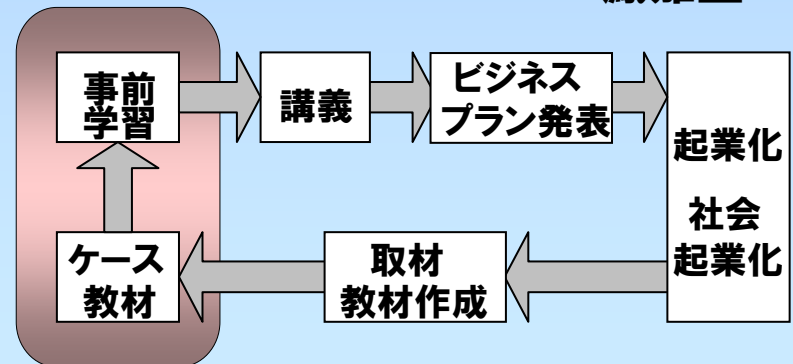 事前
学習
講義
ビジネス
プラン発表
起業化
社会
起業化
取材
教材作成
ケース
教材